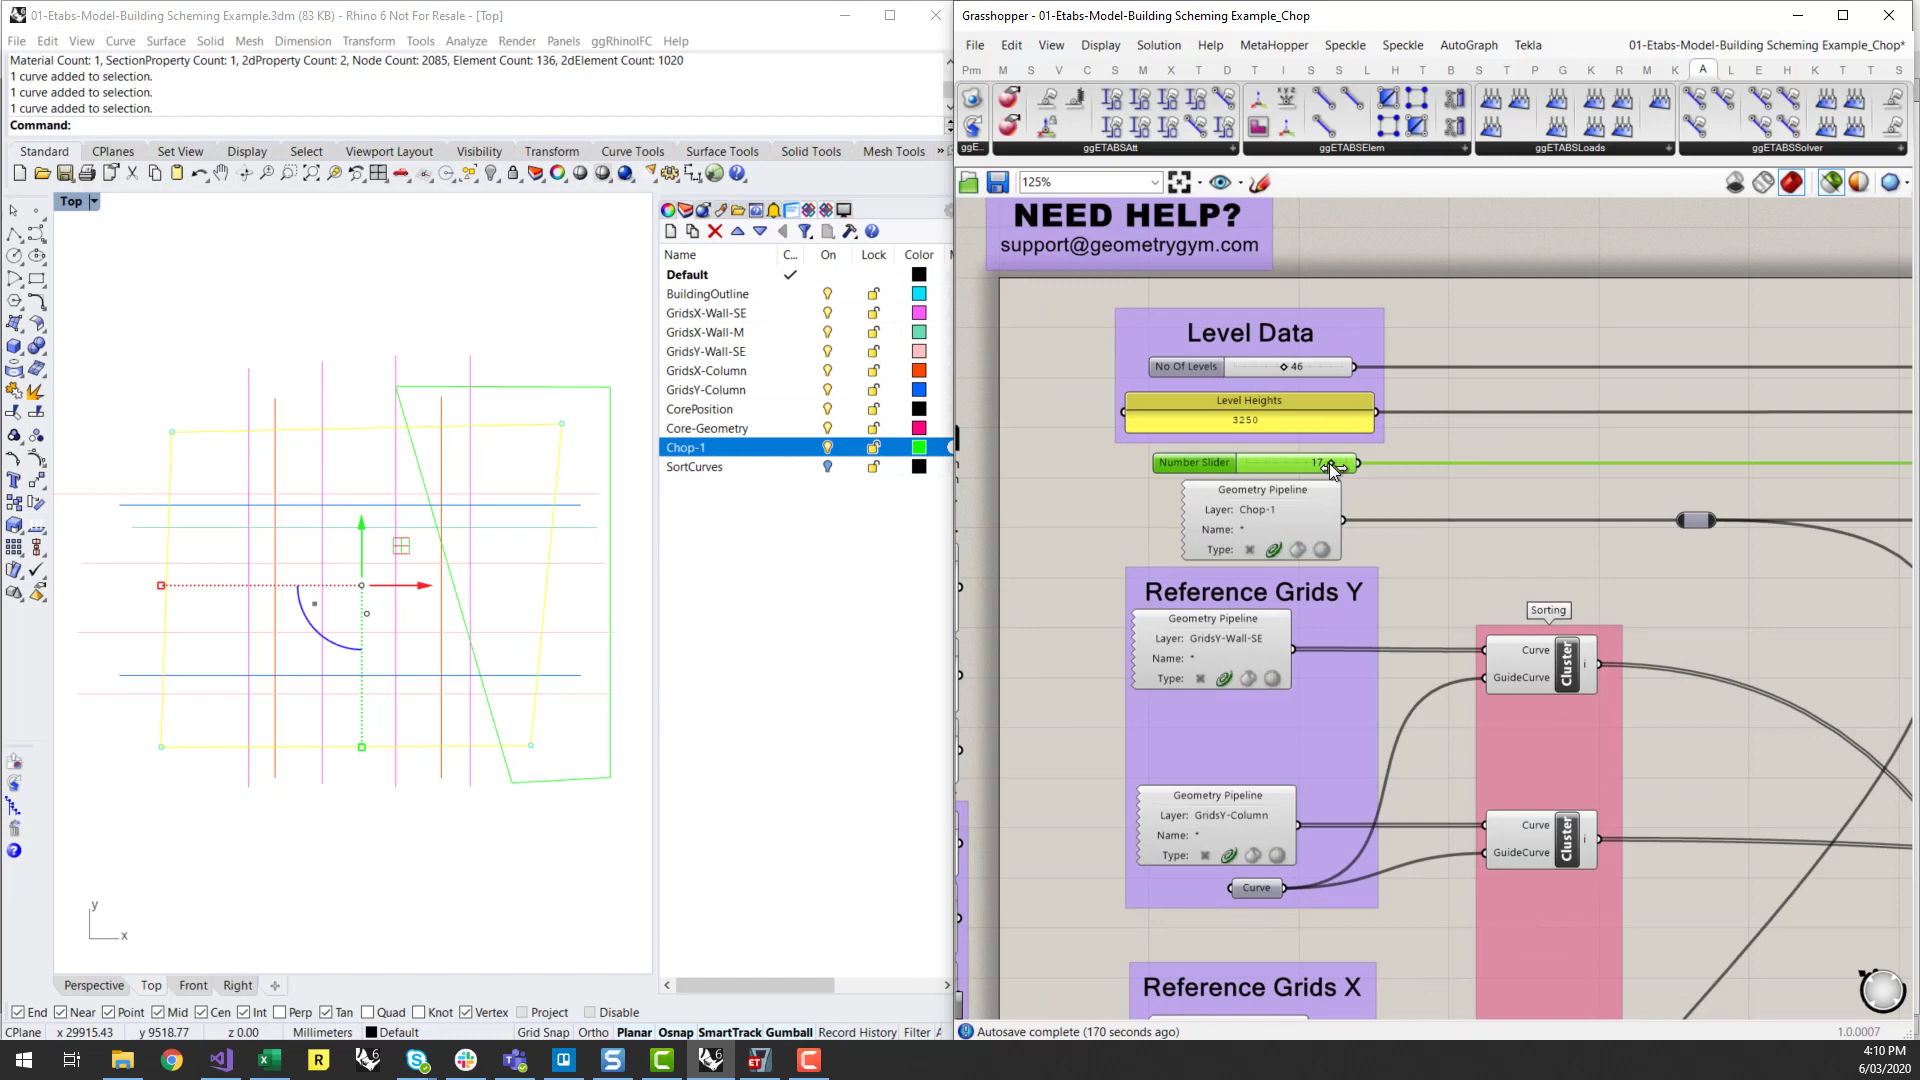 01-Etabs-Model-Building Scheming Example.3dm (83 KB) - Rhino 6 Not For Resale - [Top]
File Edit View Curve Surface Solid Mesh Dimension Transform Tools Analyze Render Panels ggRhinoIFC Help
Material Count: 1, SectionProperty Count: 1, 2dProperty Count: 2, Node Count: 2085, Element Count: 136, 2dElement Count: 1020
1 curve added to selection.
1 curve added to selection.
1 curve added to selection.
Command:
Standard CPlanes Set View Display Select Viewport Layout Visibility Transform Curve Tools Surface Tools Solid Tools Mesh Tools »
Top
Name C... On Lock Color
Default
BuildingOutline
GridsX-Wall-SE
GridsX-Wall-M
GridsY-Wall-SE
GridsX-Column
GridsY-Column
CorePosition
Core-Geometry
Chop-1
SortCurves
y
x
Perspective Top Front Right
End Near Point Mid Cen Int Perp Tan Quad Knot Vertex Project Disable
CPlane x 29915.43 y 9518.77 z 0.00 Millimeters Default Grid Snap Ortho Planar Osnap SmartTrack Gumball Record History Filter
Grasshopper - 01-Etabs-Model-Building Scheming Example_Chop
File Edit View Display Solution Help MetaHopper Speckle Speckle AutoGraph Tekla 01-Etabs-Model-Building Scheming Example_Chop*
Pm M S V C S M X T D T I S S L H T B S T P G K R M K A L E H K T T S
ggE... ggETABSAtt ggETABSElem ggETABSLoads ggETABSSolver
125%
NEED HELP?
support@geometrygym.com
Level Data
No Of Levels 46
Level Heights
3250
Number Slider 17
Geometry Pipeline
Layer: Chop-1
Name: *
Type:
Reference Grids Y
Geometry Pipeline
Layer: GridsY-Wall-SE
Name: *
Type:
Sorting
Curve
GuideCurve
Cluster
i
Geometry Pipeline
Layer: GridsY-Column
Name: *
Type:
Curve
GuideCurve
Cluster
i
Curve
Reference Grids X
Autosave complete (170 seconds ago)
1.0.0007
4:10 PM
6/03/2020